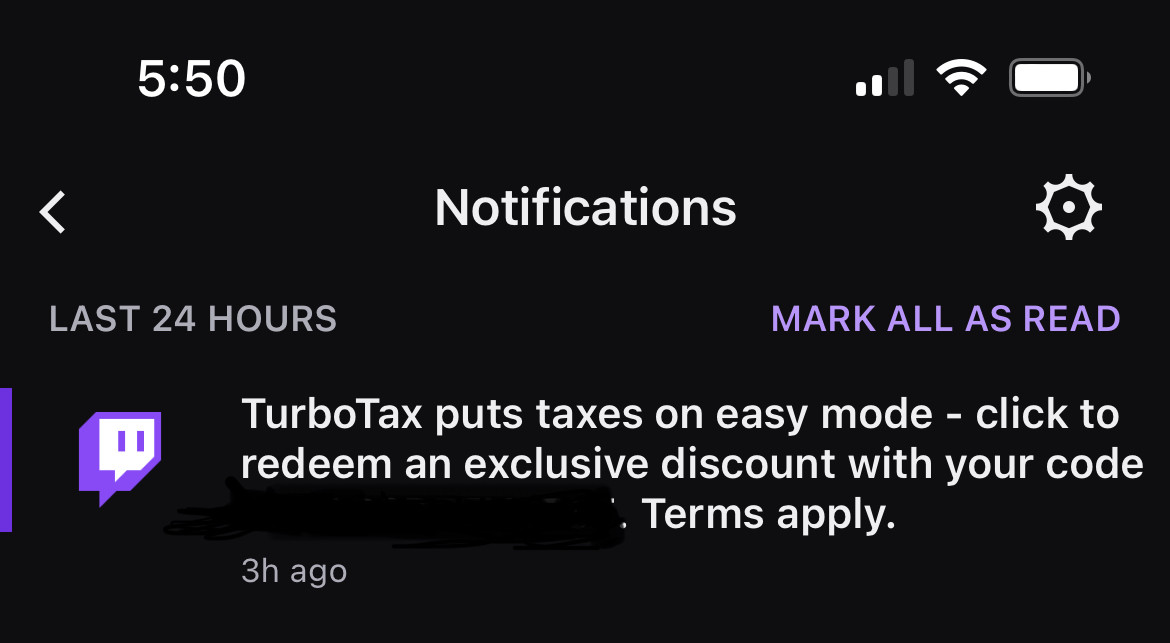 5:50
Notifications
LAST 24 HOURS
MARK ALL AS READ
TurboTax puts taxes on easy mode - click to
redeem an exclusive discount with your code
. Terms apply.
3h ago